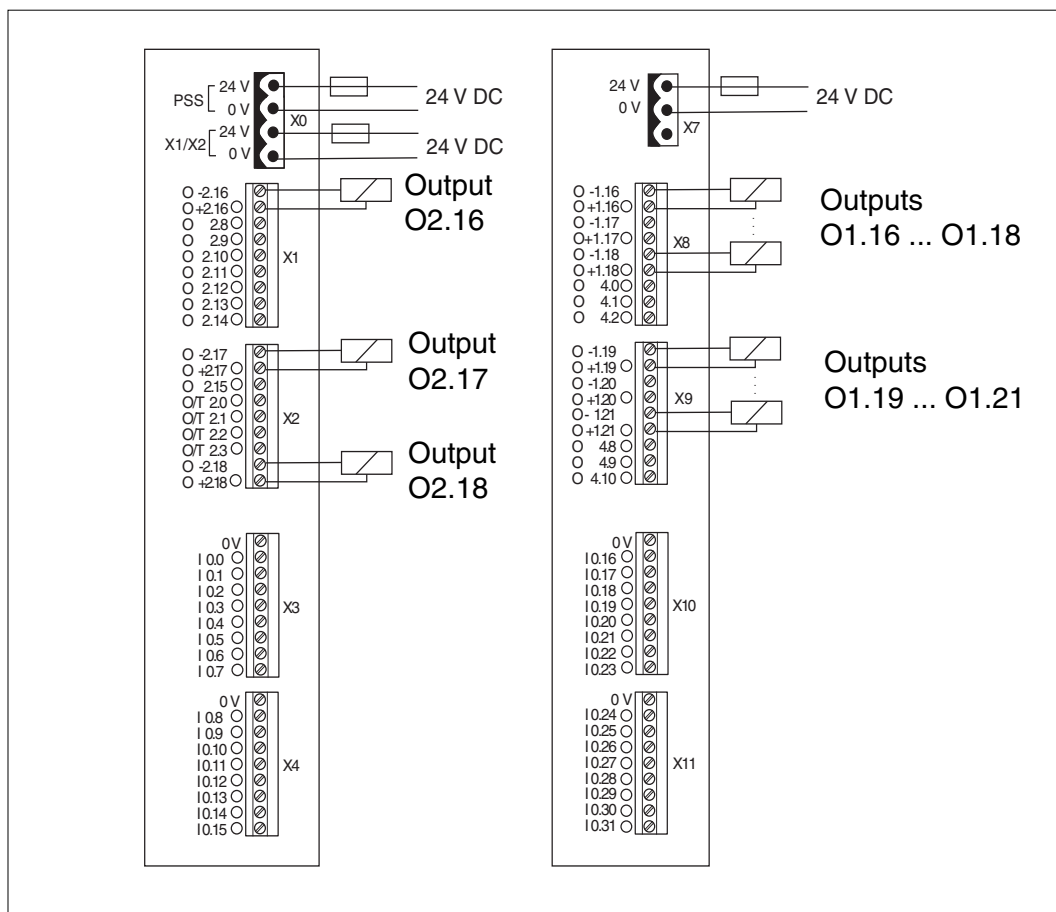 24 V
PSS
0 V
X0
24 V
X1/X2
0 V
24 V DC
24 V DC
O -2.16
O +2.16
O 2.8
O 2.9
O 2.10
O 2.11
O 2.12
O 2.13
O 2.14
X1
Output
O2.16
O -2.17
O +2.17
O 2.15
O/T 2.0
O/T 2.1
O/T 2.2
O/T 2.3
O -2.18
O +2.18
X2
Output
O2.17
Output
O2.18
0 V
I 0.0
I 0.1
I 0.2
I 0.3
I 0.4
I 0.5
I 0.6
I 0.7
X3
0 V
I 0.8
I 0.9
I 0.10
I 0.11
I 0.12
I 0.13
I 0.14
I 0.15
X4
24 V
0 V
X7
24 V DC
O -1.16
O +1.16
O -1.17
O +1.17
O -1.18
O +1.18
O 4.0
O 4.1
O 4.2
X8
Outputs
O1.16 ... O1.18
O -1.19
O +1.19
O -1.20
O +1.20
O- 1.21
O +1.21
O 4.8
O 4.9
O 4.10
X9
Outputs
O1.19 ... O1.21
0 V
I 0.16
I 0.17
I 0.18
I 0.19
I 0.20
I 0.21
I 0.22
I 0.23
X10
0 V
I 0.24
I 0.25
I 0.26
I 0.27
I 0.28
I 0.29
I 0.30
I 0.31
X11